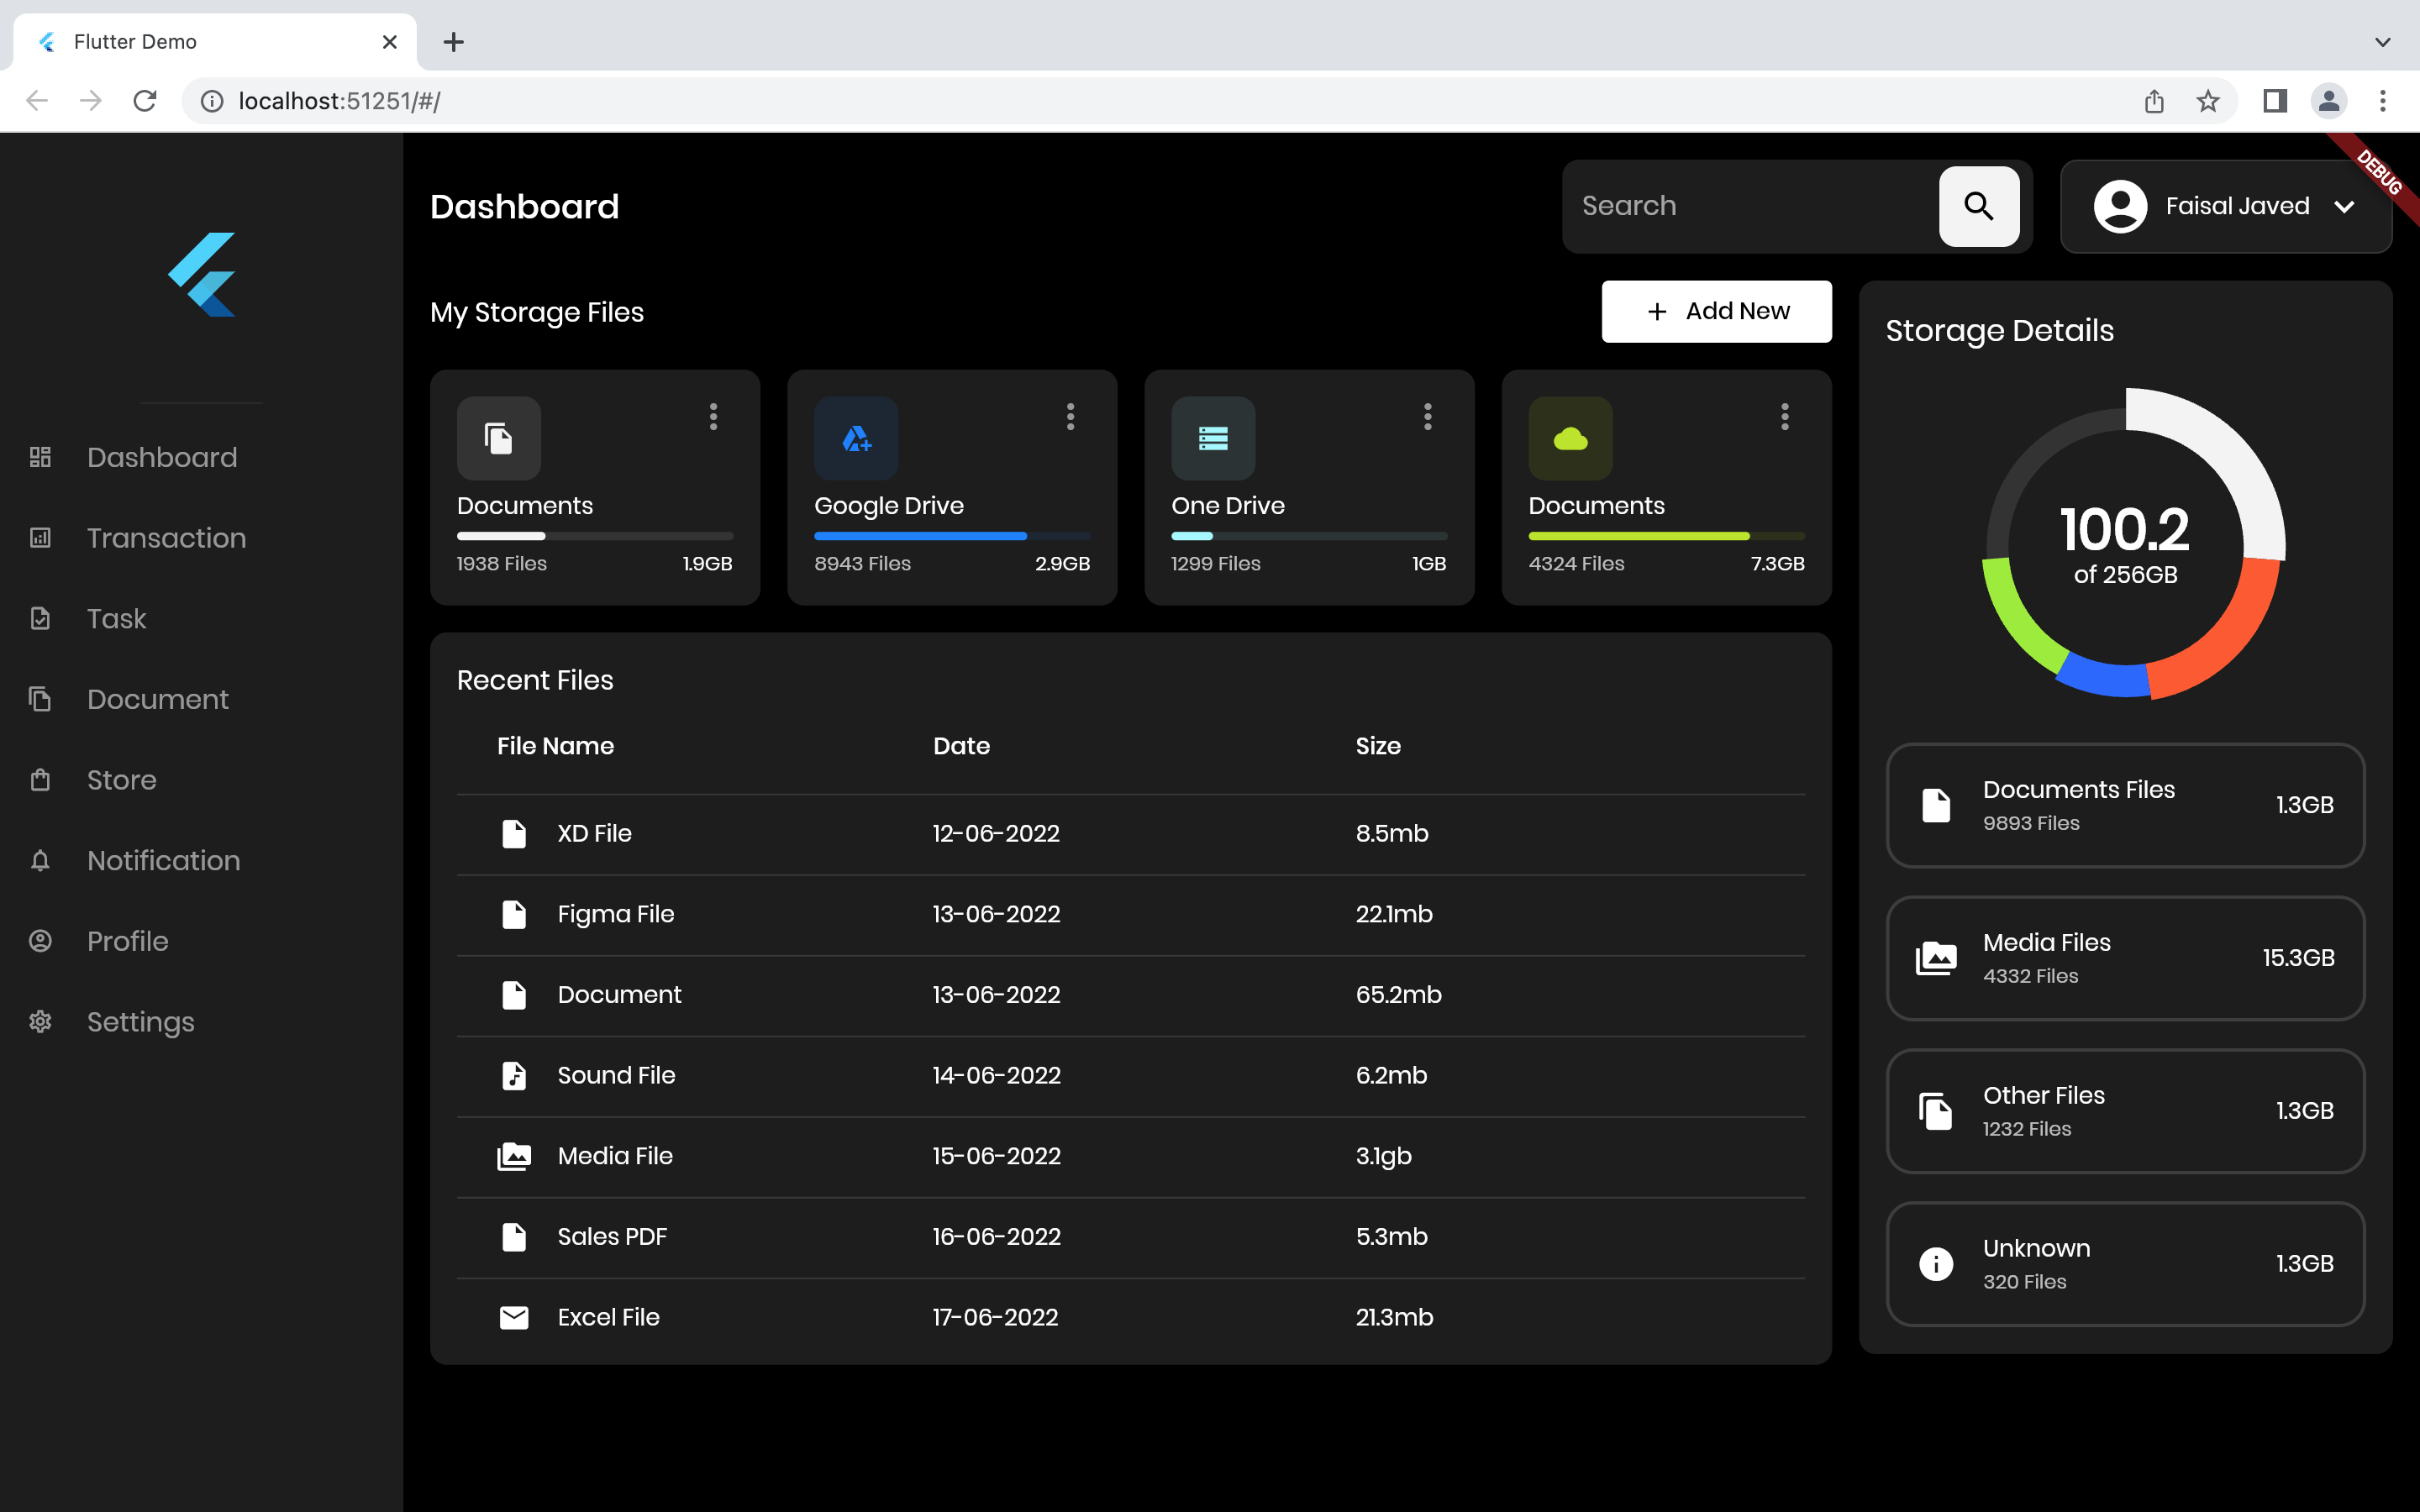 Flutter Demo
localhost:51251/#/
DEBUG
Dashboard
Search
Faisal Javed
Dashboard
Transaction
Task
Document
Store
Notification
Profile
Settings
My Storage Files
Add New
Documents
1938 Files 1.9GB
Google Drive
8943 Files 2.9GB
One Drive
1299 Files 1GB
Documents
4324 Files 7.3GB
Recent Files
File Name Date Size
XD File 12-06-2022 8.5mb
Figma File 13-06-2022 22.1mb
Document 13-06-2022 65.2mb
Sound File 14-06-2022 6.2mb
Media File 15-06-2022 3.1gb
Sales PDF 16-06-2022 5.3mb
Excel File 17-06-2022 21.3mb
Storage Details
100.2
of 256GB
Documents Files
9893 Files
1.3GB
Media Files
4332 Files
15.3GB
Other Files
1232 Files
1.3GB
Unknown
320 Files
1.3GB